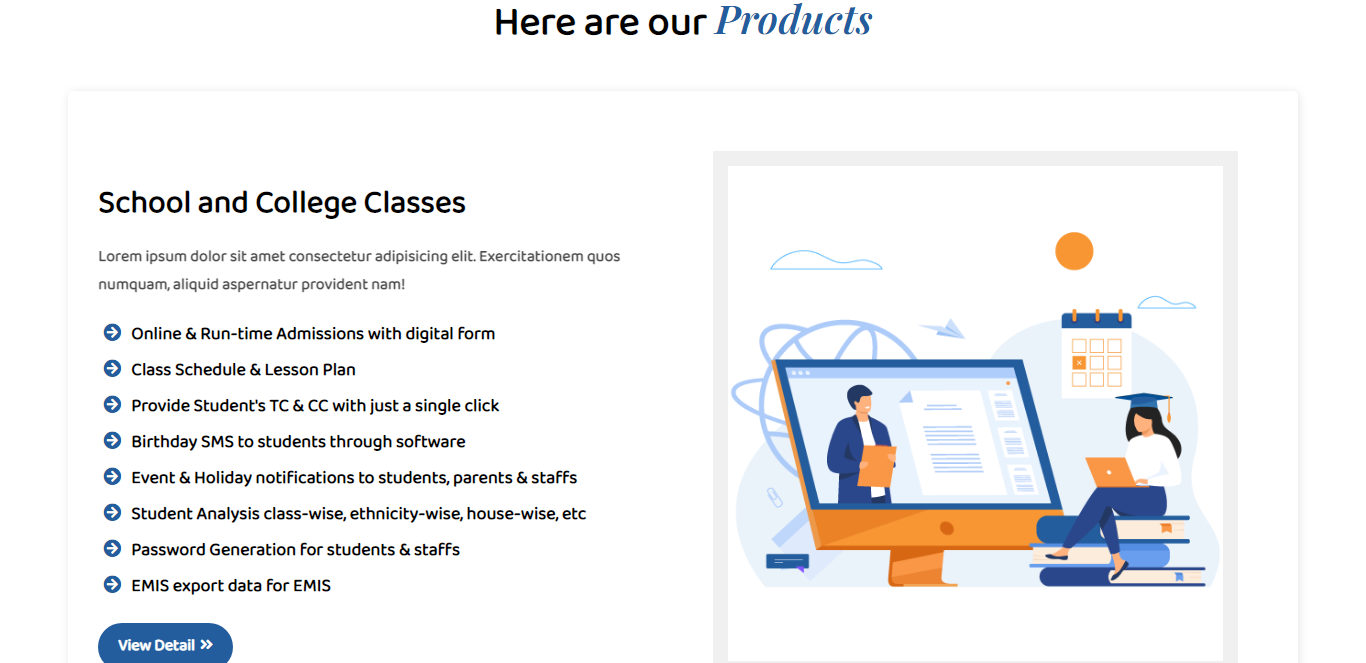 Here are our Products
School and College Classes
Lorem ipsum dolor sit amet consectetur adipisicing elit. Exercitationem quos
numquam, aliquid aspernatur provident nam!
Online & Run-time Admissions with digital form
Class Schedule & Lesson Plan
Provide Student's TC & CC with just a single click
Birthday SMS to students through software
Event & Holiday notifications to students, parents & staffs
Student Analysis class-wise, ethnicity-wise, house-wise, etc
Password Generation for students & staffs
EMIS export data for EMIS
View Detail